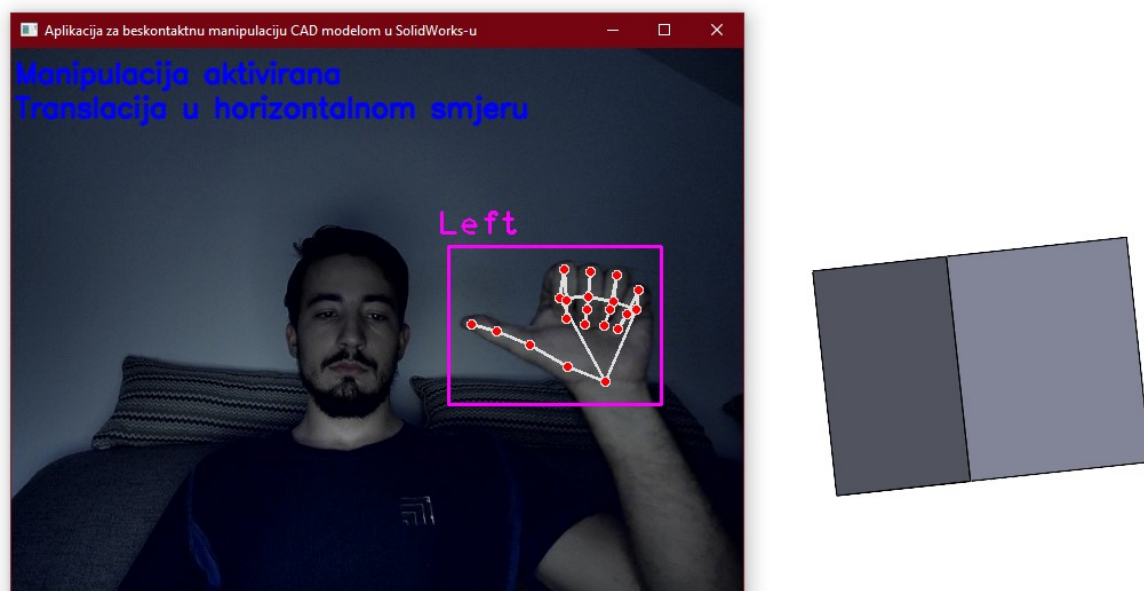 Aplikacija za beskontaktnu manipulaciju CAD modelom u SolidWorks-u
Manipulacija aktivirana
Translacija u horizontalnom smjeru
Left